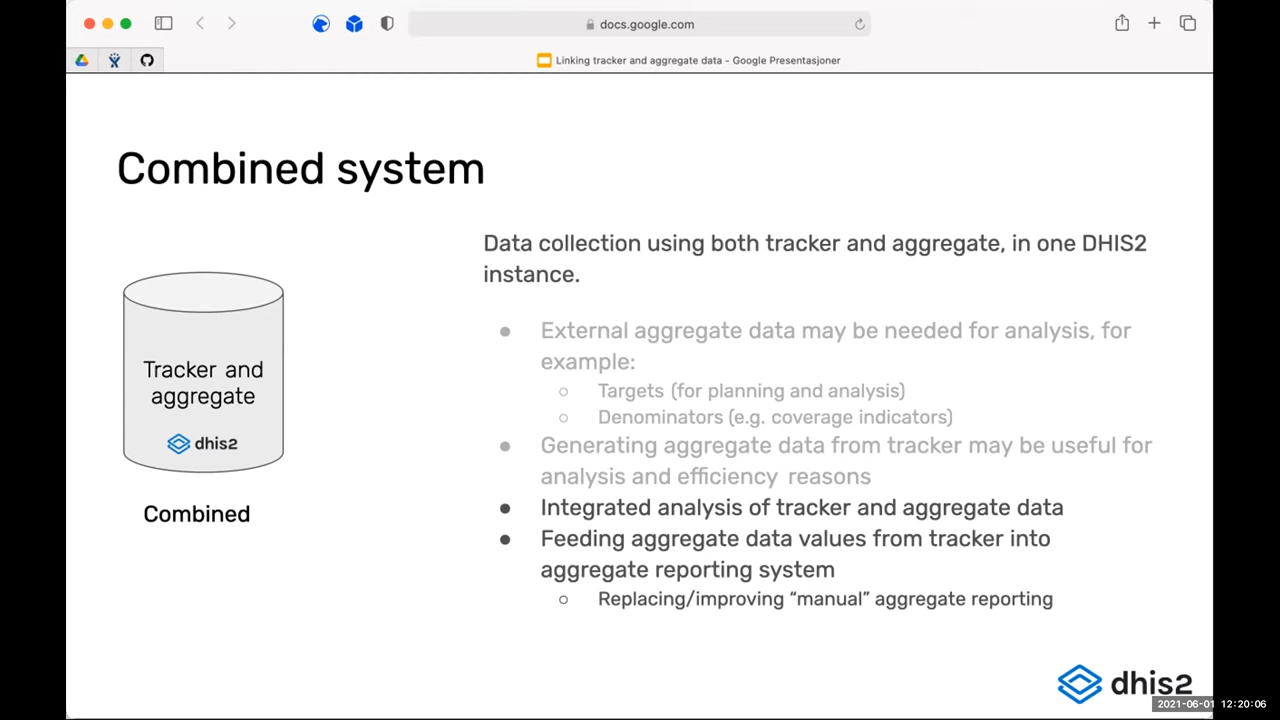 docs.google.com
Linking tracker and aggregate data - Google Presentasjoner
Combined system
Data collection using both tracker and aggregate, in one DHIS2
instance.
● External aggregate data may be needed for analysis, for
example:
○ Targets (for planning and analysis)
○ Denominators (e.g. coverage indicators)
● Generating aggregate data from tracker may be useful for
analysis and efficiency reasons
● Integrated analysis of tracker and aggregate data
● Feeding aggregate data values from tracker into
aggregate reporting system
○ Replacing/improving “manual” aggregate reporting
Tracker and
aggregate
dhis2
Combined
dhis2
2021-06-01 12:20:06